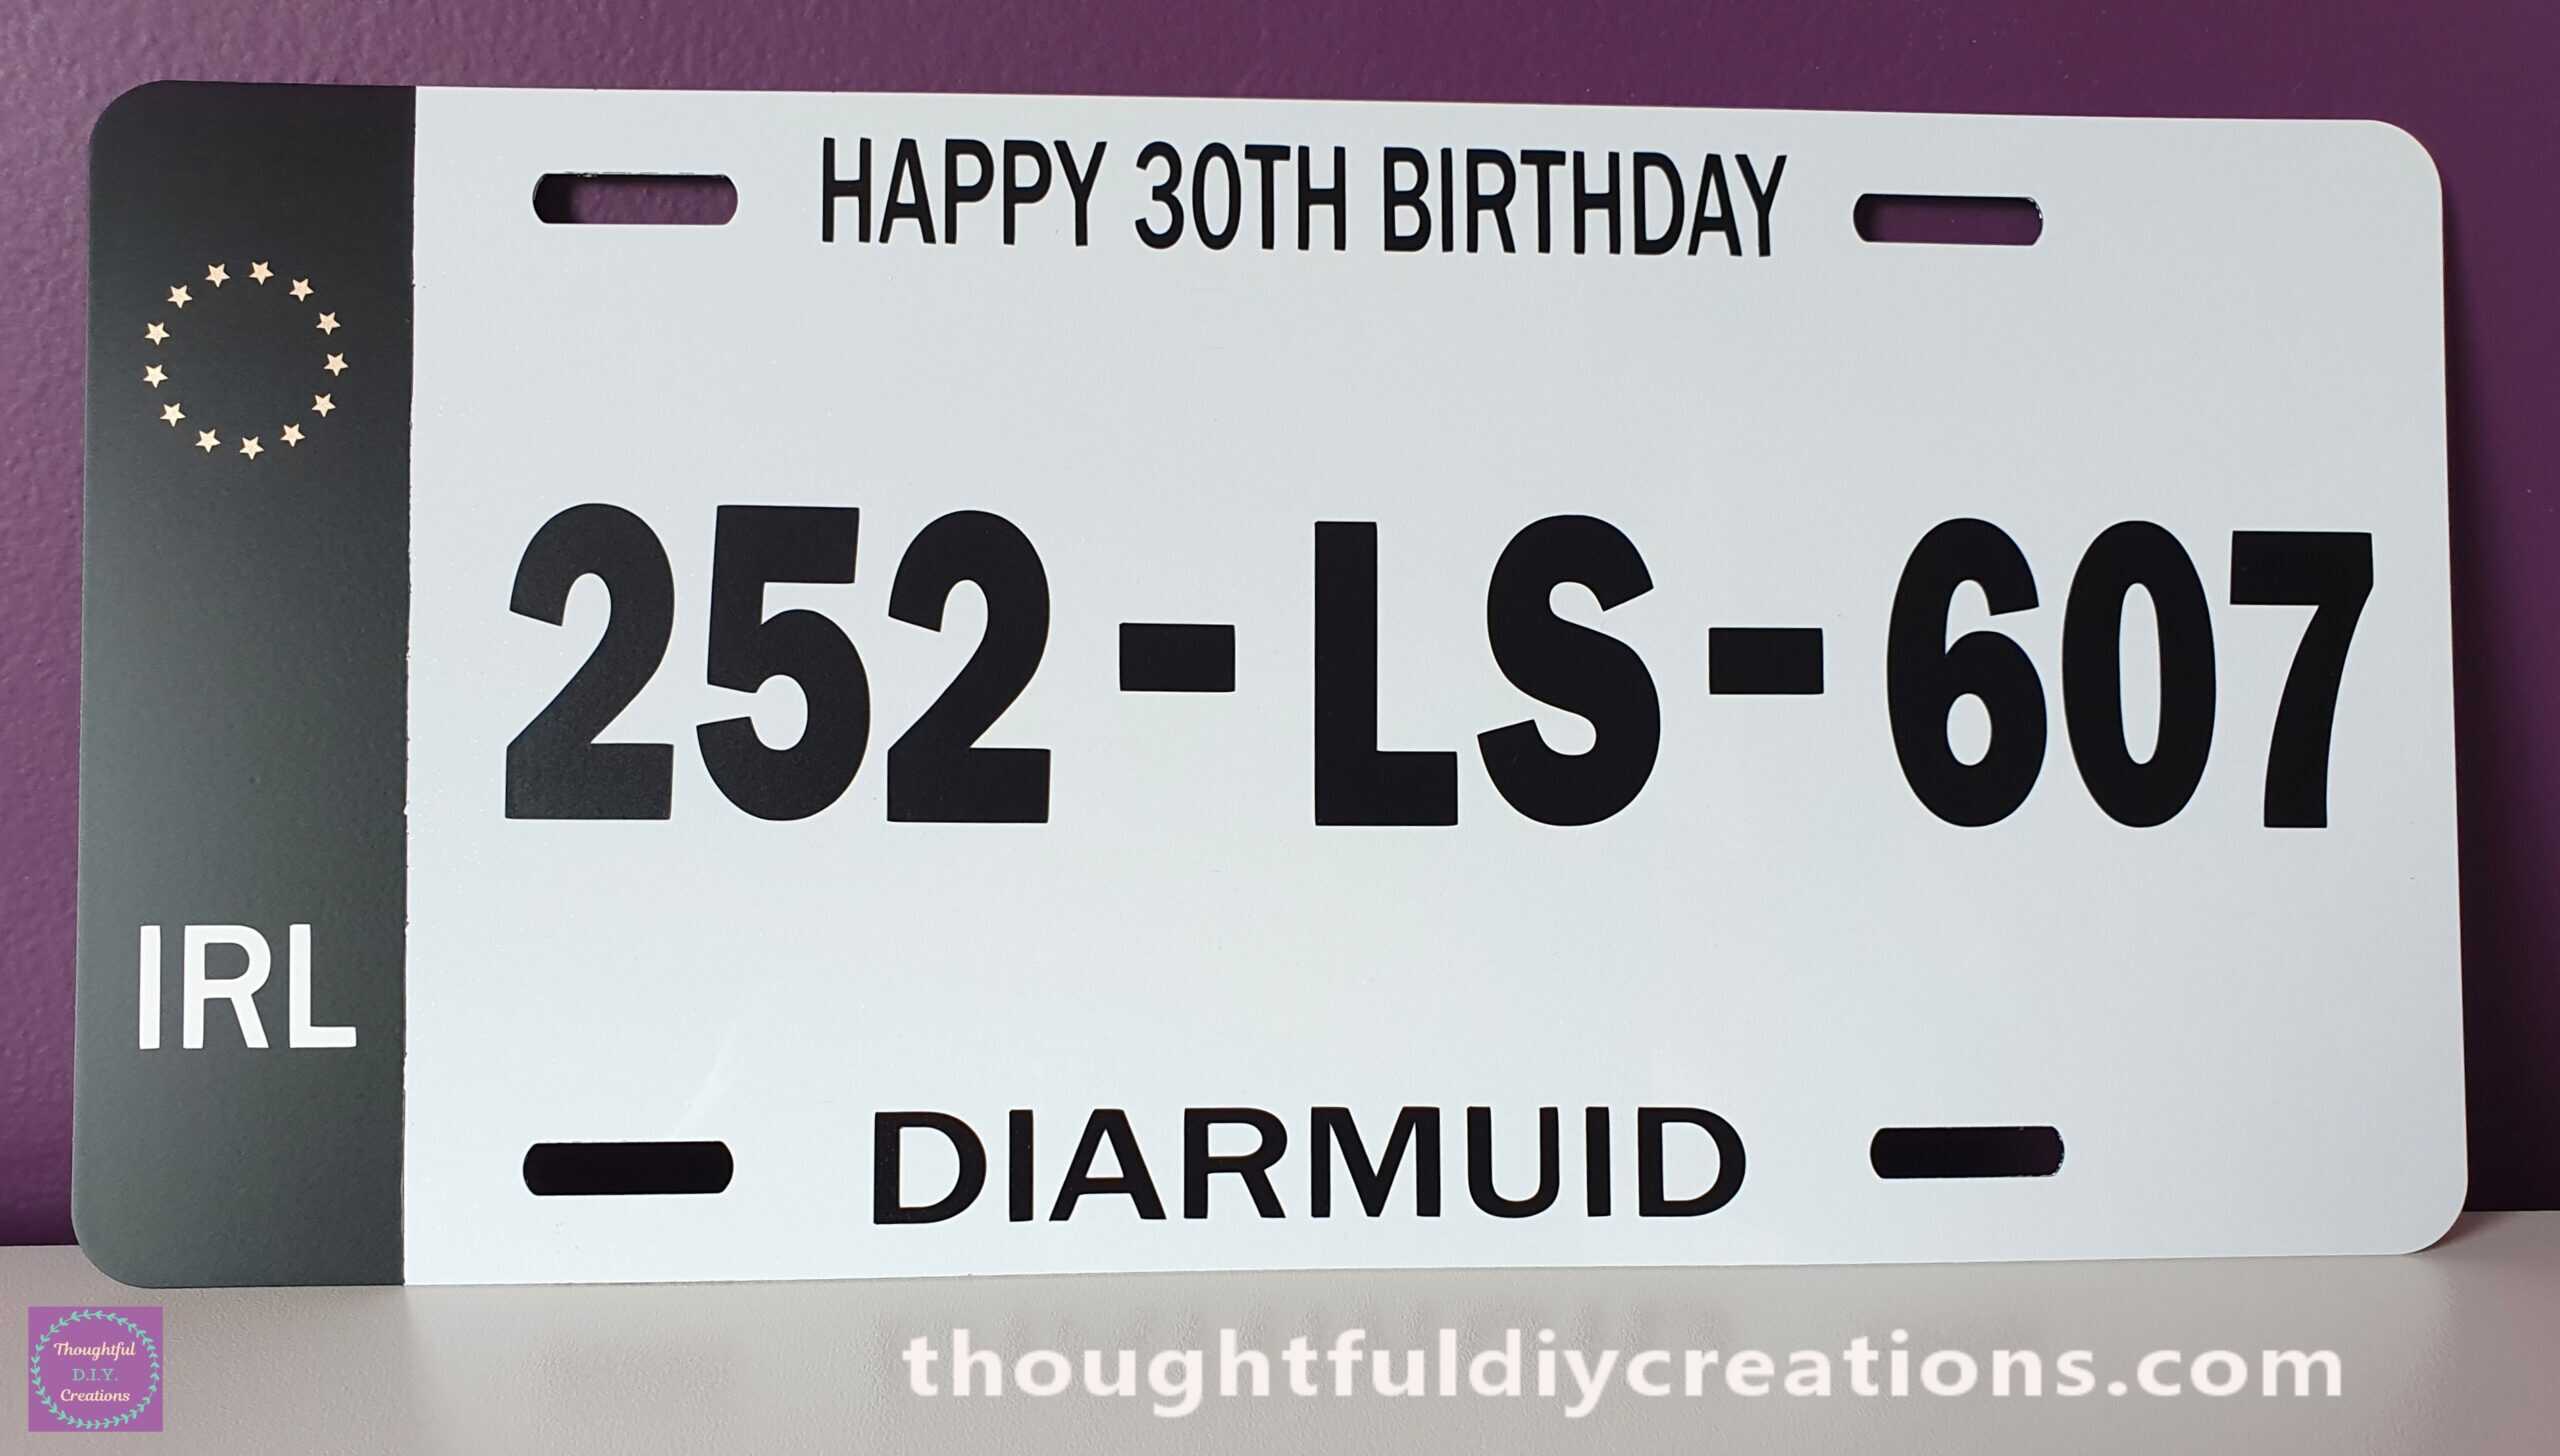 HAPPY 30TH BIRTHDAY
252-LS-607
IRL
DIARMUID
Thoughtful
D.I.Y.
Creations
thoughtfuldiycreations.com